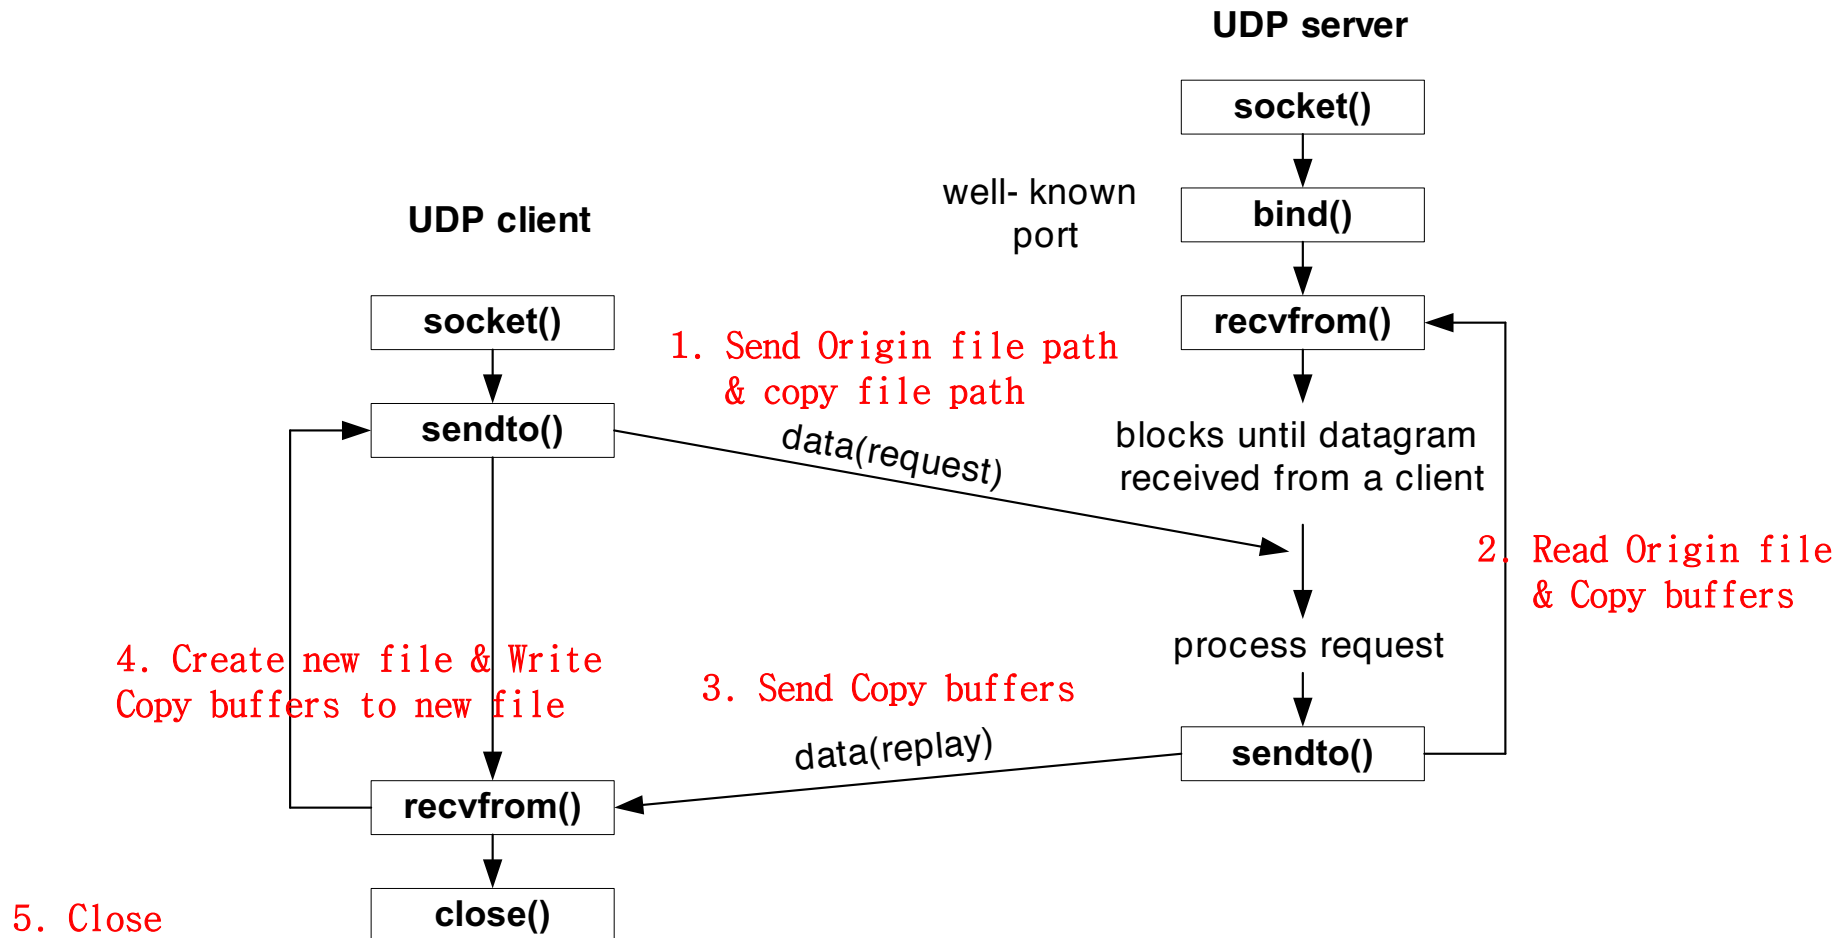 UDP server
socket()
well- known
port
bind()
UDP client
recvfrom()
socket()
1. Send Origin file path
& copy file path
sendto()
data(request)
blocks until datagram
received from a client
2. Read Origin file
& Copy buffers
process request
4. Create new file & Write
Copy buffers to new file
3. Send Copy buffers
data(replay)
sendto()
recvfrom()
close()
5. Close